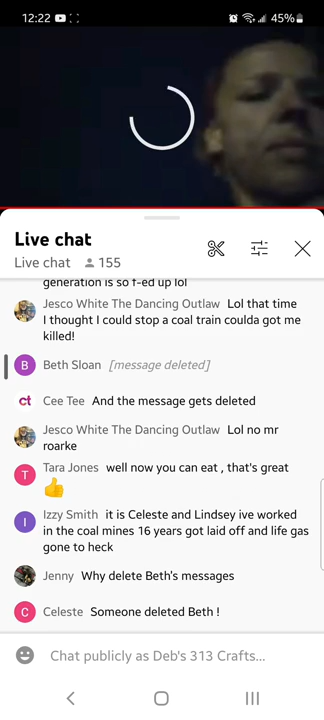 12:22
45%
Live chat
Live chat 155
generation is so f-ed up lol
Jesco White The Dancing Outlaw Lol that time
I thought I could stop a coal train coulda got me
killed!
B Beth Sloan [message deleted]
ct Cee Tee And the message gets deleted
Jesco White The Dancing Outlaw Lol no mr
roarke
T Tara Jones well now you can eat , that's great
I Izzy Smith it is Celeste and Lindsey ive worked
in the coal mines 16 years got laid off and life gas
gone to heck
Jenny Why delete Beth's messages
C Celeste Someone deleted Beth !
Chat publicly as Deb's 313 Crafts...